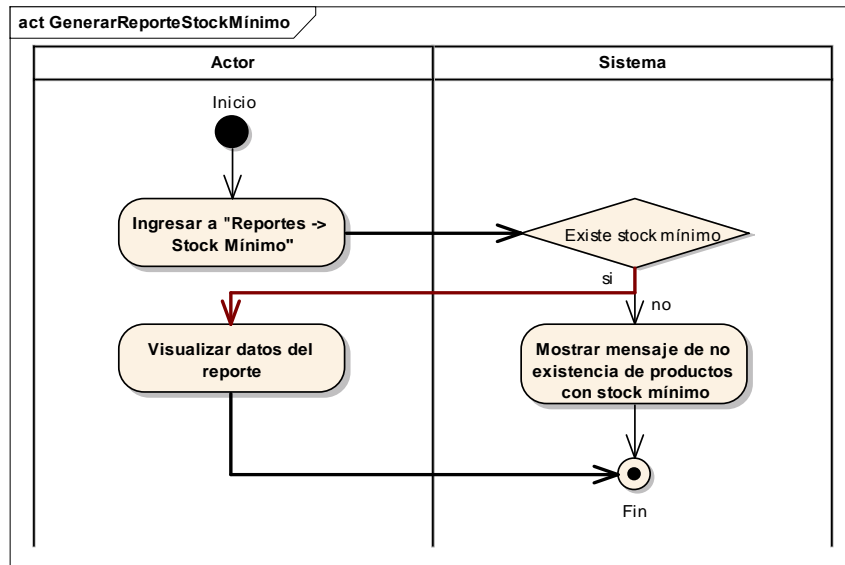 act GenerarReporteStockMínimo
Actor
Sistema
Inicio
Ingresar a "Reportes ->
Stock Mínimo"
Existe stock mínimo
si
no
Visualizar datos del
reporte
Mostrar mensaje de no
existencia de productos
con stock mínimo
Fin